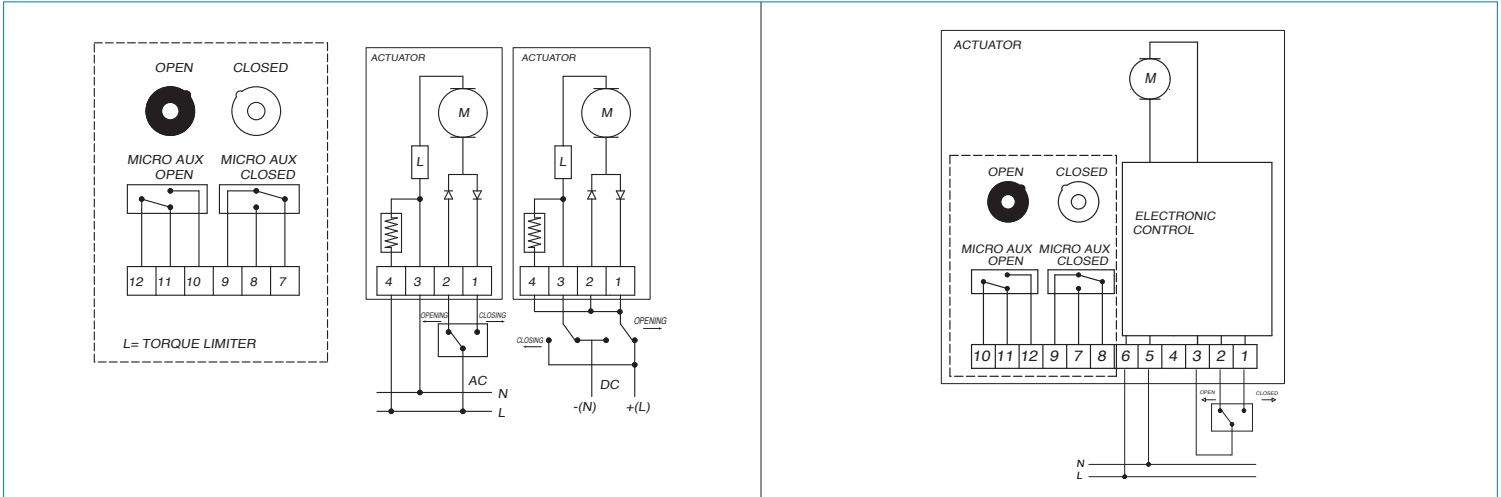 OPEN CLOSED
MICRO AUX MICRO AUX
OPEN CLOSED
12 11 10 9 8 7
L= TORQUE LIMITER
ACTUATOR
M
L
4 3 2 1
OPENING CLOSING
AC
N
L
ACTUATOR
M
L
4 3 2 1
OPENING
CLOSING
DC
-(N) +(L)
ACTUATOR
M
OPEN CLOSED
ELECTRONIC
CONTROL
MICRO AUX MICRO AUX
OPEN CLOSED
10 11 12 9 7 8 6 5 4 3 2 1
OPEN CLOSED
N
L